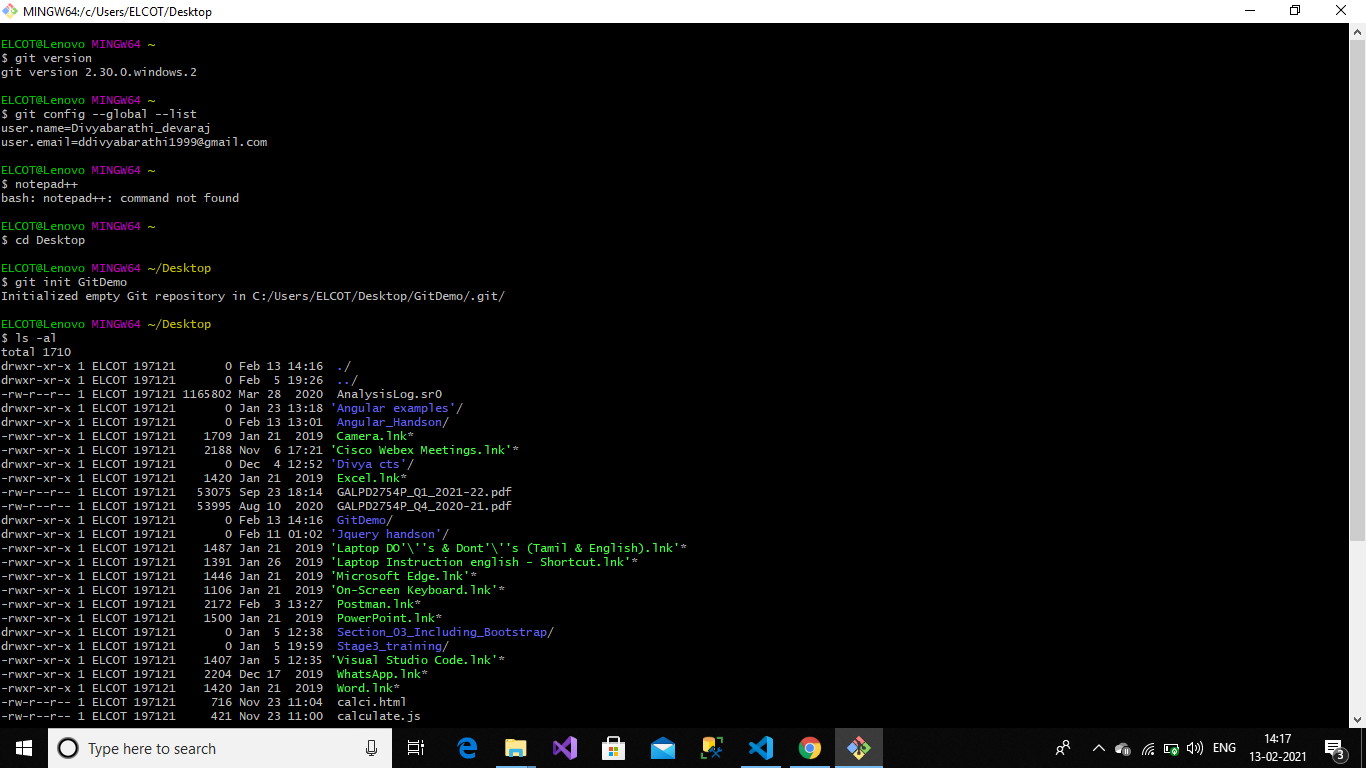 MINGW64:/c/Users/ELCOT/Desktop
ELCOT@Lenovo MINGW64 ~
$ git version
git version 2.30.0.windows.2
ELCOT@Lenovo MINGW64 ~
$ git config --global --list
user.name=Divyabarathi_devaraj
user.email=ddivyabarathi1999@gmail.com
ELCOT@Lenovo MINGW64 ~
$ notepad++
bash: notepad++: command not found
ELCOT@Lenovo MINGW64 ~
$ cd Desktop
ELCOT@Lenovo MINGW64 ~/Desktop
$ git init GitDemo
Initialized empty Git repository in C:/Users/ELCOT/Desktop/GitDemo/.git/
ELCOT@Lenovo MINGW64 ~/Desktop
$ ls -al
total 1710
drwxr-xr-x 1 ELCOT 197121       0 Feb 13 14:16  ./
drwxr-xr-x 1 ELCOT 197121       0 Feb  5 19:26  ../
-rw-r--r-- 1 ELCOT 197121 1165802 Mar 28  2020  AnalysisLog.sr0
drwxr-xr-x 1 ELCOT 197121       0 Jan 23 13:18 'Angular examples'/
drwxr-xr-x 1 ELCOT 197121       0 Feb 13 13:01  Angular_Handson/
-rwxr-xr-x 1 ELCOT 197121    1709 Jan 21  2019  Camera.lnk*
-rwxr-xr-x 1 ELCOT 197121    2188 Nov  6 17:21 'Cisco Webex Meetings.lnk'*
drwxr-xr-x 1 ELCOT 197121       0 Dec  4 12:52 'Divya cts'/
-rwxr-xr-x 1 ELCOT 197121    1420 Jan 21  2019  Excel.lnk*
-rw-r--r-- 1 ELCOT 197121   53075 Sep 23 18:14  GALPD2754P_Q1_2021-22.pdf
-rw-r--r-- 1 ELCOT 197121   53995 Aug 10  2020  GALPD2754P_Q4_2020-21.pdf
drwxr-xr-x 1 ELCOT 197121       0 Feb 13 14:16  GitDemo/
drwxr-xr-x 1 ELCOT 197121       0 Feb 11 01:02 'Jquery handson'/
-rwxr-xr-x 1 ELCOT 197121    1487 Jan 21  2019 'Laptop DO'\''s & Dont'\''s (Tamil & English).lnk'*
-rwxr-xr-x 1 ELCOT 197121    1391 Jan 26  2019 'Laptop Instruction english - Shortcut.lnk'*
-rwxr-xr-x 1 ELCOT 197121    1446 Jan 21  2019 'Microsoft Edge.lnk'*
-rwxr-xr-x 1 ELCOT 197121    1106 Jan 21  2019 'On-Screen Keyboard.lnk'*
-rwxr-xr-x 1 ELCOT 197121    2172 Feb  3 13:27  Postman.lnk*
-rwxr-xr-x 1 ELCOT 197121    1500 Jan 21  2019  PowerPoint.lnk*
drwxr-xr-x 1 ELCOT 197121       0 Jan  5 12:38  Section_03_Including_Bootstrap/
drwxr-xr-x 1 ELCOT 197121       0 Jan  5 19:59  Stage3_training/
-rwxr-xr-x 1 ELCOT 197121    1407 Jan  5 12:35 'Visual Studio Code.lnk'*
-rwxr-xr-x 1 ELCOT 197121    2204 Dec 17  2019  WhatsApp.lnk*
-rwxr-xr-x 1 ELCOT 197121    1420 Jan 21  2019  Word.lnk*
-rw-r--r-- 1 ELCOT 197121     716 Nov 23 11:04  calci.html
-rw-r--r-- 1 ELCOT 197121     421 Nov 23 11:00  calculate.js
Type here to search
ENG
14:17
13-02-2021
3